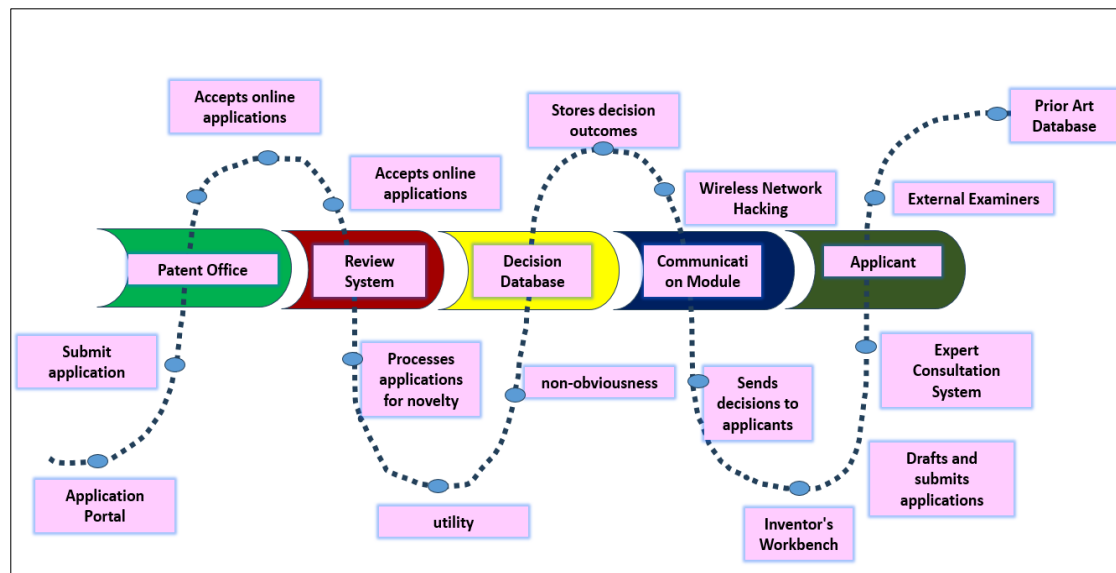 Accepts online
applications
Stores decision
outcomes
Prior Art
Database
Accepts online
applications
Wireless Network
Hacking
External Examiners
Patent Office
Review
System
Decision
Database
Communicati
on Module
Applicant
Submit
application
Processes
applications
for novelty
non-obviousness
Sends
decisions to
applicants
Expert
Consultation
System
Application
Portal
utility
Inventor's
Workbench
Drafts and
submits
applications